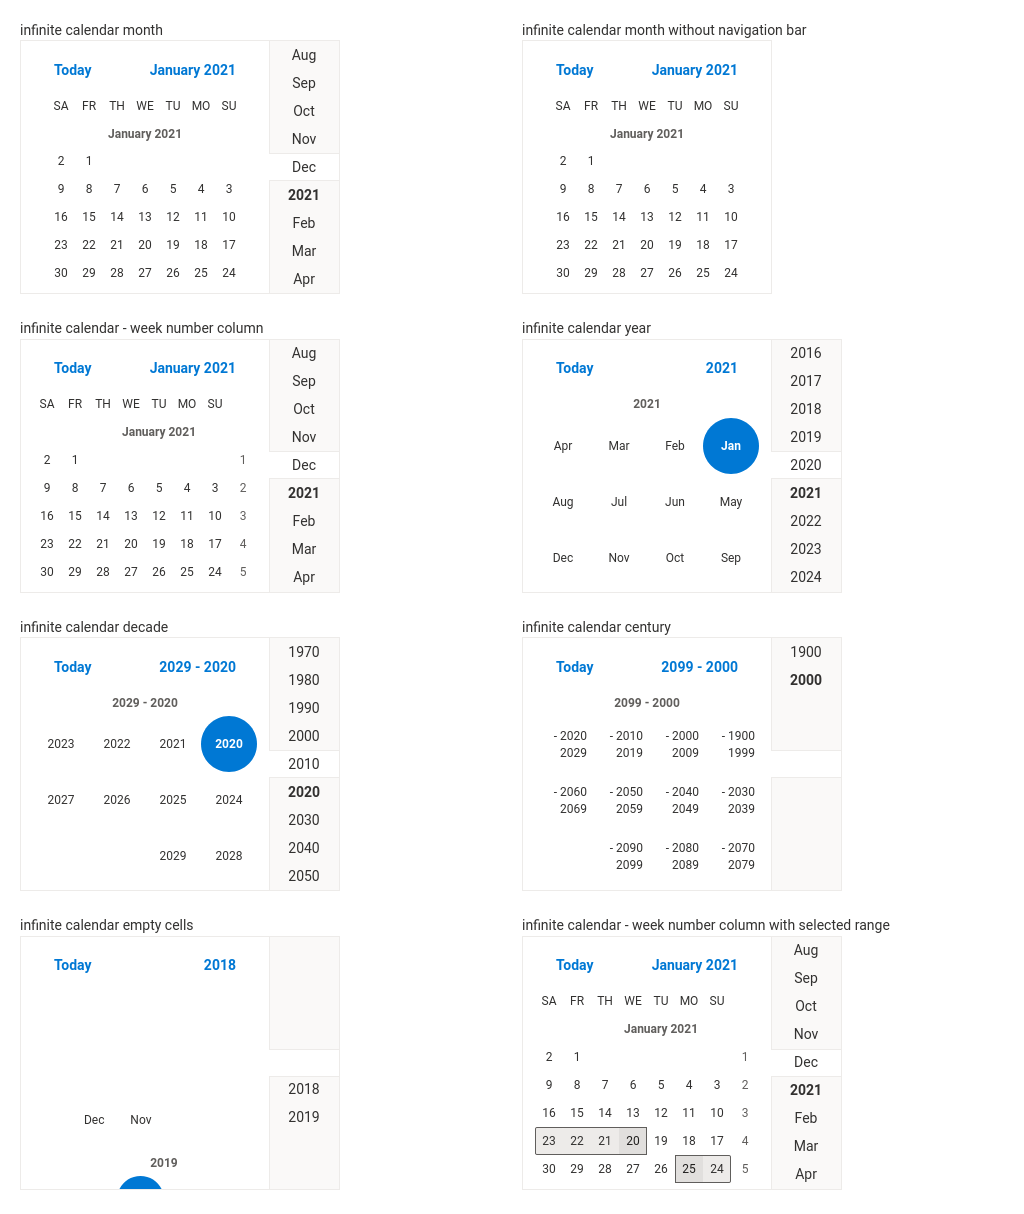 infinite calendar month
Today January 2021
SA FR TH WE TU MO SU
January 2021
2 1
9 8 7 6 5 4 3
16 15 14 13 12 11 10
23 22 21 20 19 18 17
30 29 28 27 26 25 24
Aug
Sep
Oct
Nov
Dec
2021
Feb
Mar
Apr
infinite calendar month without navigation bar
Today January 2021
SA FR TH WE TU MO SU
January 2021
2 1
9 8 7 6 5 4 3
16 15 14 13 12 11 10
23 22 21 20 19 18 17
30 29 28 27 26 25 24
infinite calendar - week number column
Today January 2021
SA FR TH WE TU MO SU
January 2021
2 1 1
9 8 7 6 5 4 3 2
16 15 14 13 12 11 10 3
23 22 21 20 19 18 17 4
30 29 28 27 26 25 24 5
Aug
Sep
Oct
Nov
Dec
2021
Feb
Mar
Apr
infinite calendar year
Today 2021
2021
Apr Mar Feb Jan
Aug Jul Jun May
Dec Nov Oct Sep
2016
2017
2018
2019
2020
2021
2022
2023
2024
infinite calendar decade
Today 2029 - 2020
2029 - 2020
2023 2022 2021 2020
2027 2026 2025 2024
2029 2028
1970
1980
1990
2000
2010
2020
2030
2040
2050
infinite calendar century
Today 2099 - 2000
2099 - 2000
- 2020 - 2010 - 2000 - 1900
2029 2019 2009 1999
- 2060 - 2050 - 2040 - 2030
2069 2059 2049 2039
- 2090 - 2080 - 2070
2099 2089 2079
1900
2000
infinite calendar empty cells
Today 2018
Dec Nov
2019
2018
2019
infinite calendar - week number column with selected range
Today January 2021
SA FR TH WE TU MO SU
January 2021
2 1 1
9 8 7 6 5 4 3 2
16 15 14 13 12 11 10 3
23 22 21 20 19 18 17 4
30 29 28 27 26 25 24 5
Aug
Sep
Oct
Nov
Dec
2021
Feb
Mar
Apr